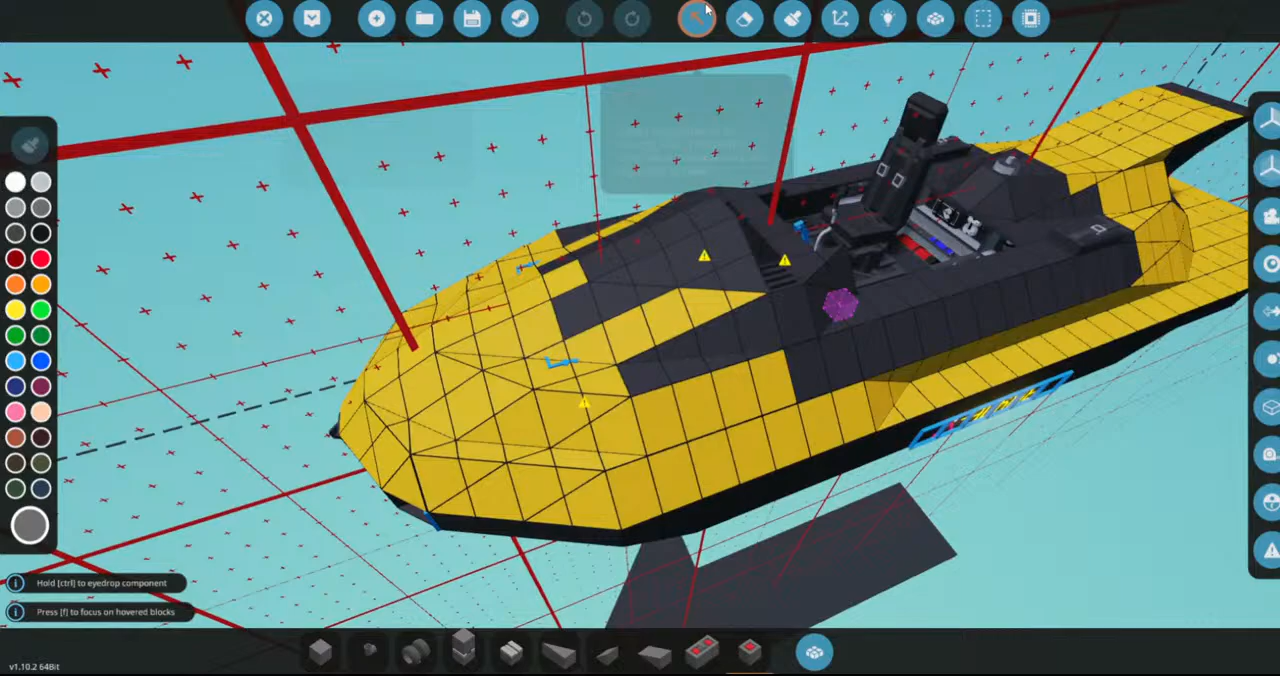 Hold [ctrl] to eyedrop component
Press [f] to focus on hovered blocks
v1.10.2 64Bit